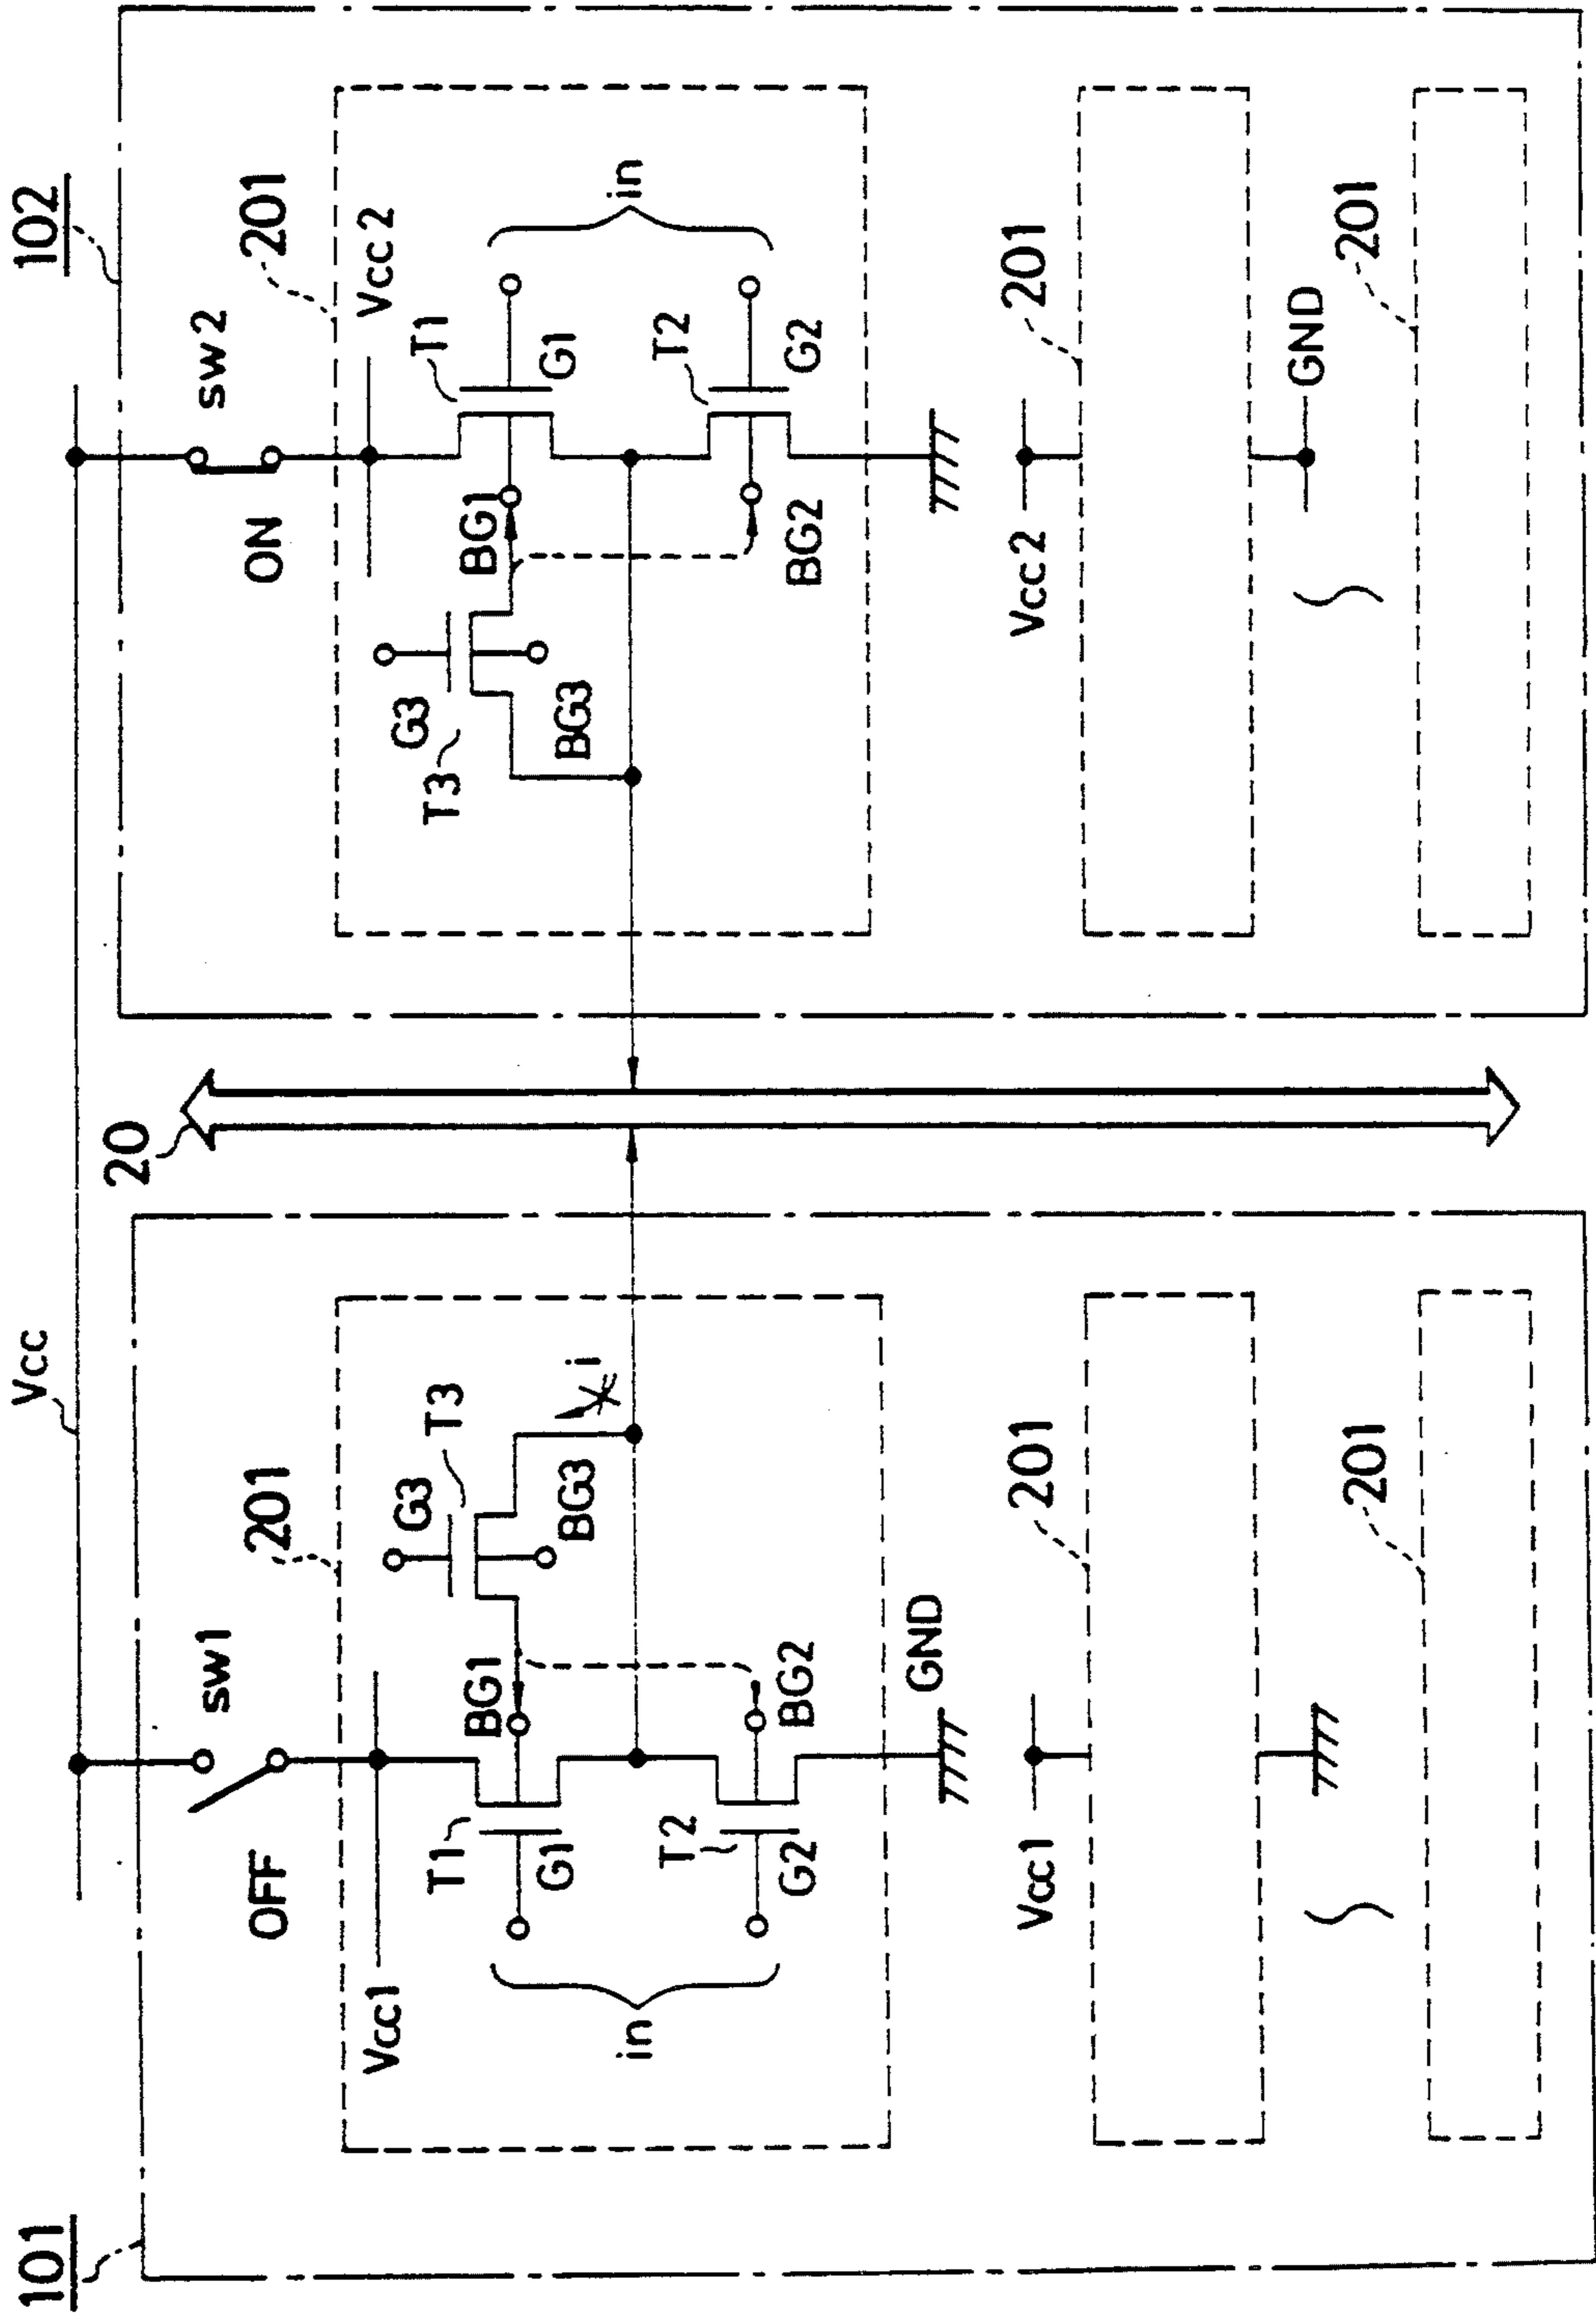 101
Vcc
20
102
sw1
OFF
Vcc1
201
T1
G1
BG1
G3
T3
BG3
i
in
T2
G2
BG2
GND
Vcc1
201
201
sw2
ON
201
Vcc2
G3
T3
BG3
BG1
T1
G1
in
T2
G2
BG2
Vcc2
201
GND
201